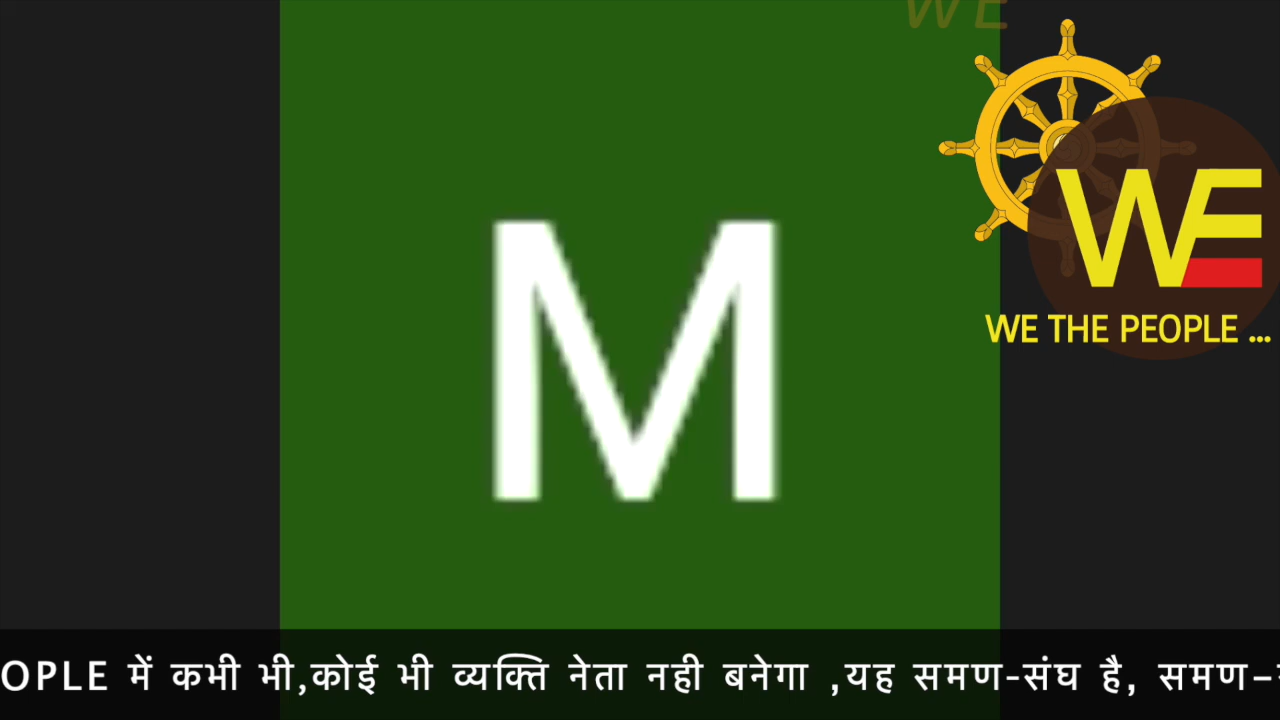 WE
WE
WE THE PEOPLE ...
M
OPLE में कभी भी,कोई भी व्यक्ति नेता नही बनेगा ,यह समण-संघ है, समण–